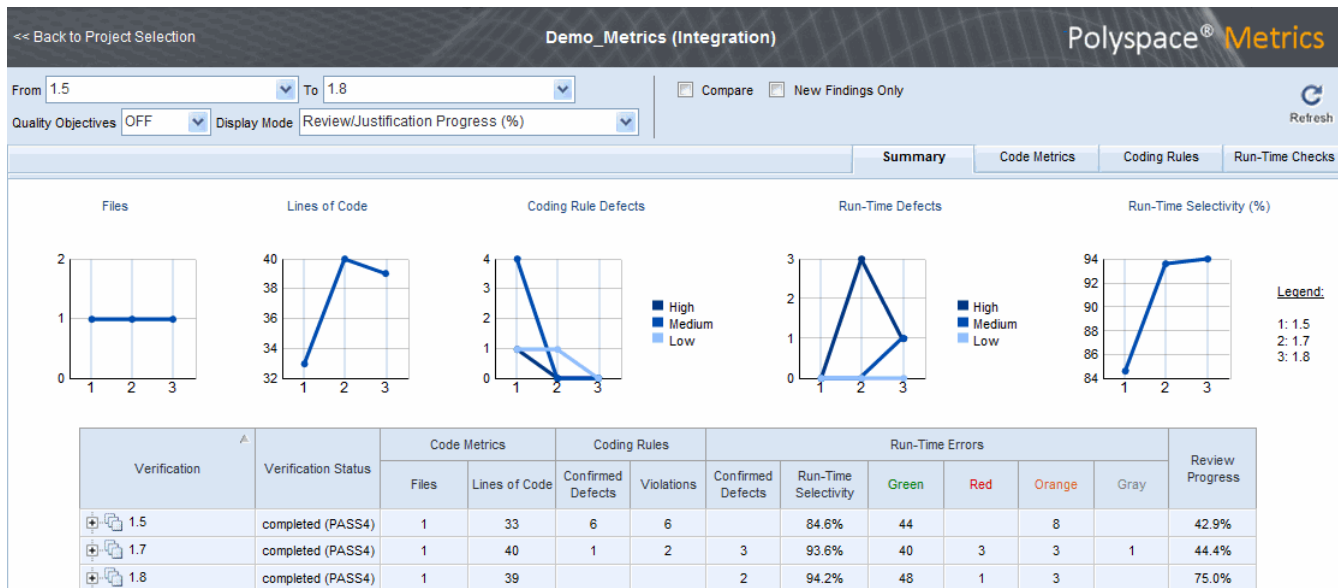 << Back to Project Selection
Demo_Metrics (Integration)
Polyspace® Metrics
From 1.5 To 1.8
Compare New Findings Only
Refresh
Quality Objectives OFF Display Mode Review/Justification Progress (%)
Summary Code Metrics Coding Rules Run-Time Checks
Files
2
1
0
1 2 3
Lines of Code
40
38
36
34
32
1 2 3
Coding Rule Defects
4
3
2
1
0
1 2 3
High
Medium
Low
Run-Time Defects
3
2
1
0
1 2 3
High
Medium
Low
Run-Time Selectivity (%)
94
92
90
88
86
84
1 2 3
Legend:
1: 1.5
2: 1.7
3: 1.8
Verification Verification Status Code Metrics Coding Rules Run-Time Errors Review Progress
Files Lines of Code Confirmed Defects Violations Confirmed Defects Run-Time Selectivity Green Red Orange Gray
1.5 completed (PASS4) 1 33 6 6 84.6% 44 8 42.9%
1.7 completed (PASS4) 1 40 1 2 3 93.6% 40 3 3 1 44.4%
1.8 completed (PASS4) 1 39 2 94.2% 48 1 3 75.0%